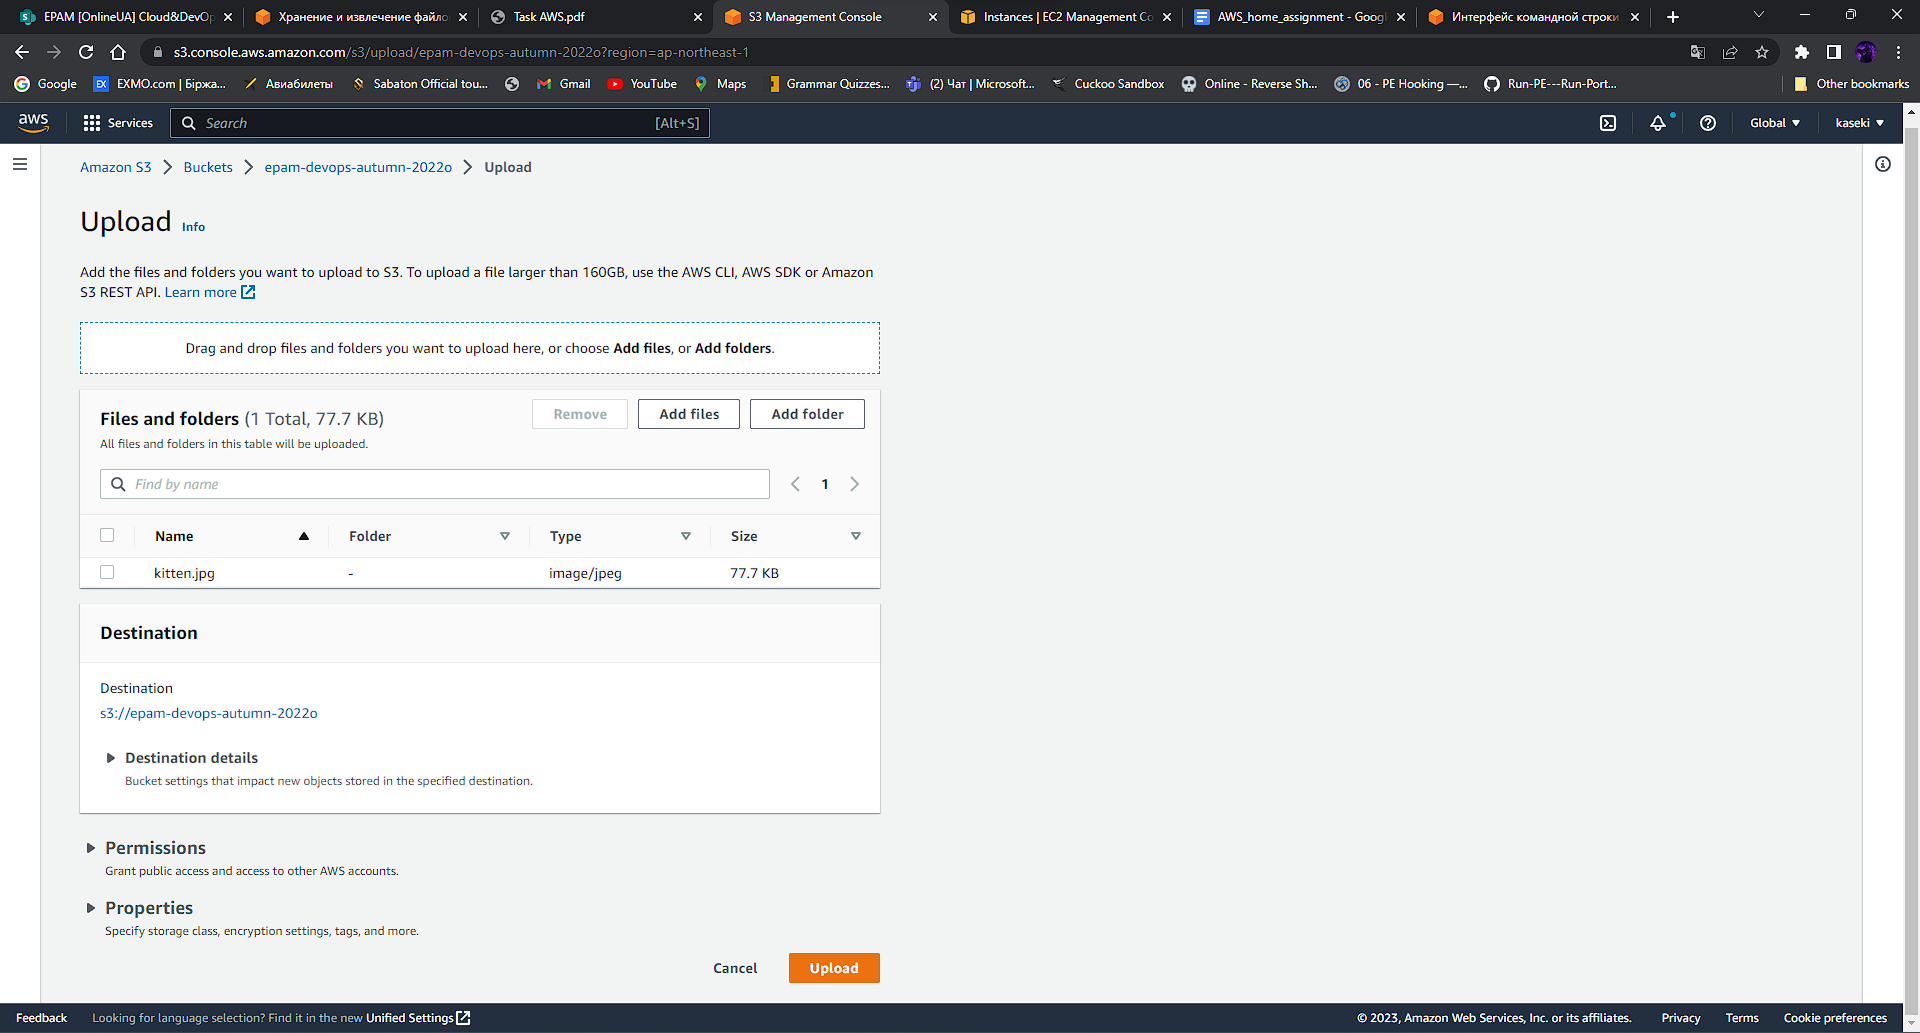 EPAM [OnlineUA] Cloud&DevOp
Хранение и извлечение файло
Task AWS.pdf
S3 Management Console
Instances | EC2 Management Co
AWS_home_assignment - Googl
Интерфейс командной строки
s3.console.aws.amazon.com/s3/upload/epam-devops-autumn-2022o?region=ap-northeast-1
Google
EXMO.com | Біржа...
Авиабилеты
Sabaton Official tou...
Gmail
YouTube
Maps
Grammar Quizzes...
(2) Чат | Microsoft...
Cuckoo Sandbox
Online - Reverse Sh...
06 - PE Hooking —...
Run-PE---Run-Port...
Other bookmarks
aws
Services
Search
[Alt+S]
Global
kaseki
Amazon S3 > Buckets > epam-devops-autumn-2022o > Upload
Upload Info
Add the files and folders you want to upload to S3. To upload a file larger than 160GB, use the AWS CLI, AWS SDK or Amazon
S3 REST API. Learn more
Drag and drop files and folders you want to upload here, or choose Add files, or Add folders.
Files and folders (1 Total, 77.7 KB)
Remove
Add files
Add folder
All files and folders in this table will be uploaded.
Find by name
1
Name Folder Type Size
kitten.jpg - image/jpeg 77.7 KB
Destination
Destination
s3://epam-devops-autumn-2022o
Destination details
Bucket settings that impact new objects stored in the specified destination.
Permissions
Grant public access and access to other AWS accounts.
Properties
Specify storage class, encryption settings, tags, and more.
Cancel
Upload
Feedback
Looking for language selection? Find it in the new Unified Settings
© 2023, Amazon Web Services, Inc. or its affiliates.
Privacy
Terms
Cookie preferences